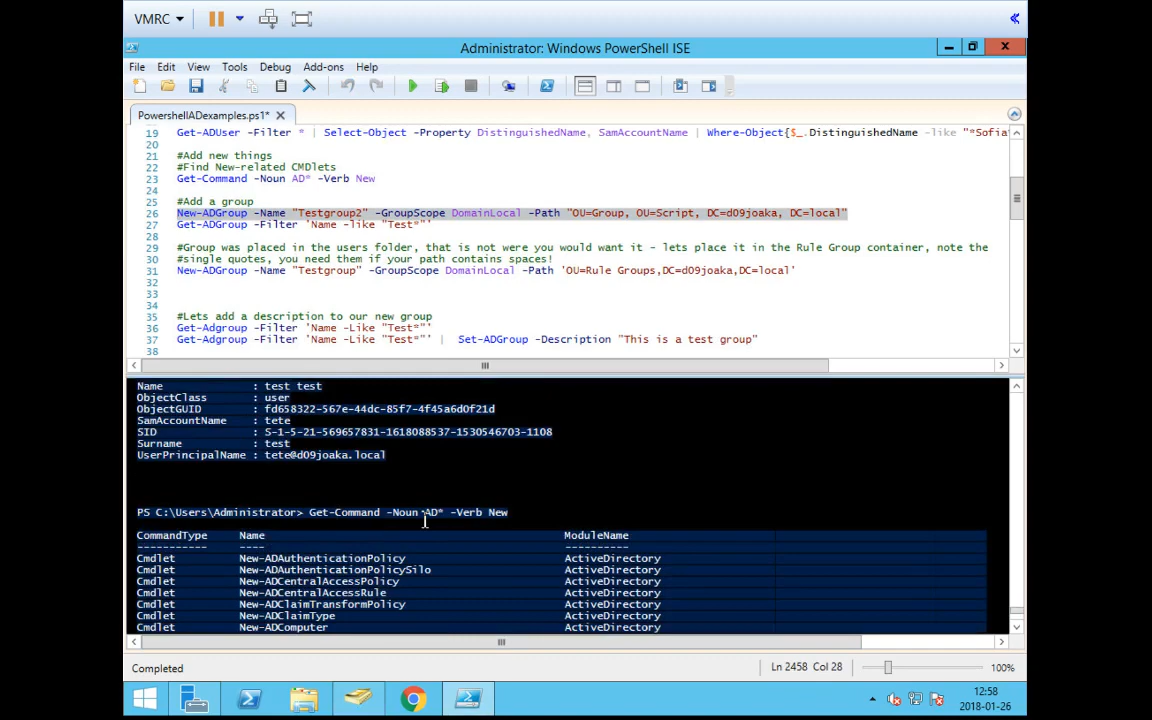 VMRC
Administrator: Windows PowerShell ISE
File Edit View Tools Debug Add-ons Help
PowershellADexamples.ps1*
19 Get-ADUser -Filter * | Select-Object -Property DistinguishedName, SamAccountName | Where-Object{$_.DistinguishedName -like "*Sofia
20
21 #Add new things
22 #Find New-related CMDlets
23 Get-Command -Noun AD* -Verb New
24
25 #Add a group
26 New-ADGroup -Name "Testgroup2" -GroupScope DomainLocal -Path "OU=Group, OU=Script, DC=d09joaka, DC=local"
27 Get-ADGroup -Filter 'Name -like "Test*"'
28
29 #Group was placed in the users folder, that is not were you would want it - lets place it in the Rule Group container, note the
30 #single quotes, you need them if your path contains spaces!
31 New-ADGroup -Name "Testgroup" -GroupScope DomainLocal -Path 'OU=Rule Groups,DC=d09joaka,DC=local'
32
33
34
35 #Lets add a description to our new group
36 Get-Adgroup -Filter 'Name -Like "Test*"'
37 Get-Adgroup -Filter 'Name -Like "Test*"' | Set-ADGroup -Description "This is a test group"
38
Name : test test
ObjectClass : user
ObjectGUID : fd658322-567e-44dc-85f7-4f45a6d0f21d
SamAccountName : tete
SID : S-1-5-21-569657831-1618088537-1530546703-1108
Surname : test
UserPrincipalName : tete@d09joaka.local
PS C:\Users\Administrator> Get-Command -Noun AD* -Verb New
CommandType Name ModuleName
----------- ---- ----------
Cmdlet New-ADAuthenticationPolicy ActiveDirectory
Cmdlet New-ADAuthenticationPolicySilo ActiveDirectory
Cmdlet New-ADCentralAccessPolicy ActiveDirectory
Cmdlet New-ADCentralAccessRule ActiveDirectory
Cmdlet New-ADClaimTransformPolicy ActiveDirectory
Cmdlet New-ADClaimType ActiveDirectory
Cmdlet New-ADComputer ActiveDirectory
Completed Ln 2458 Col 28 100%
12:58
2018-01-26